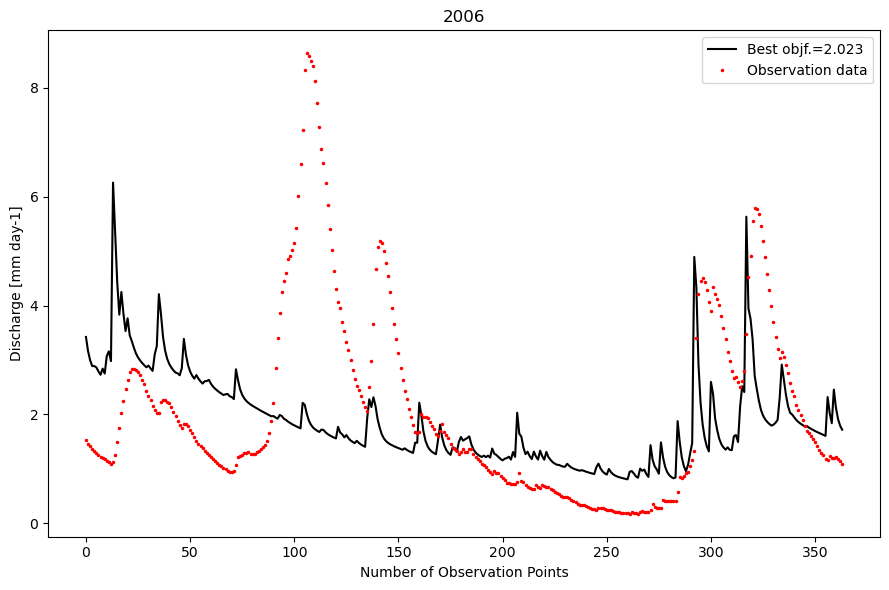 2006
Best objf.=2.023
Observation data
Discharge [mm day-1]
8
6
4
2
0
0 50 100 150 200 250 300 350
Number of Observation Points